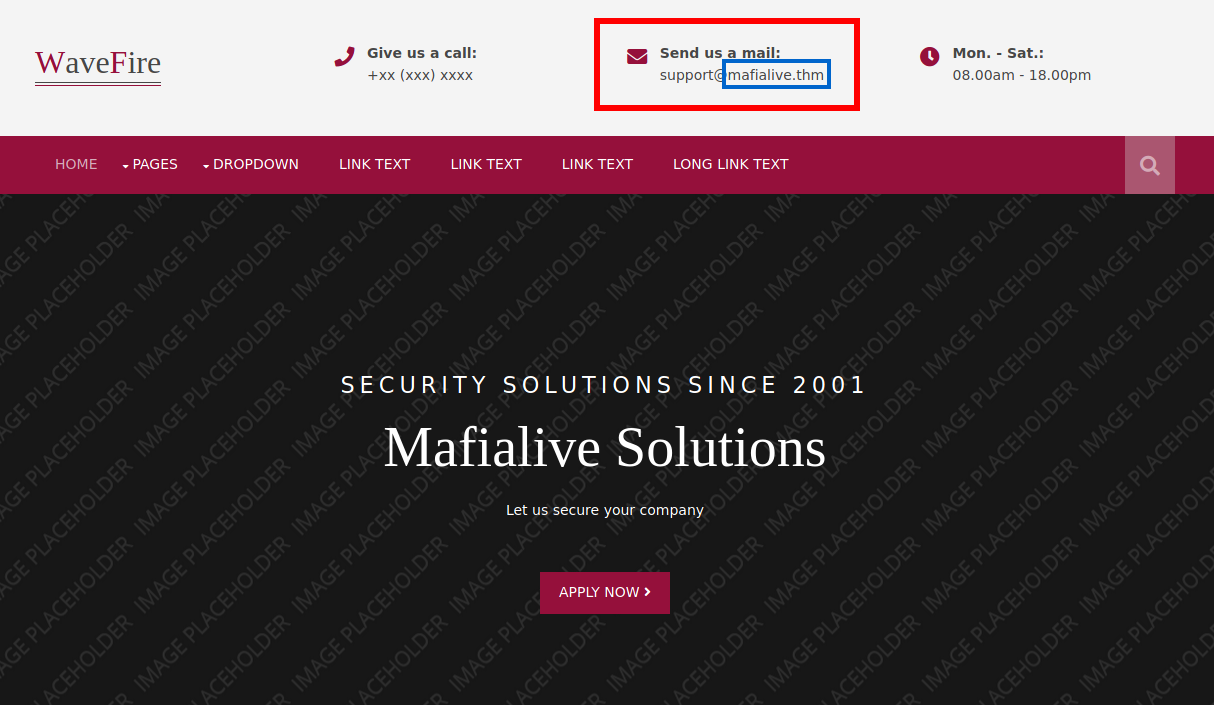 WaveFire
Give us a call:
+xx (xxx) xxxx
Send us a mail:
support@mafialive.thm
Mon. - Sat.:
08.00am - 18.00pm
HOME PAGES DROPDOWN LINK TEXT LINK TEXT LINK TEXT LONG LINK TEXT
IMAGE PLACEHOLDER
SECURITY SOLUTIONS SINCE 2001
Mafialive Solutions
Let us secure your company
APPLY NOW